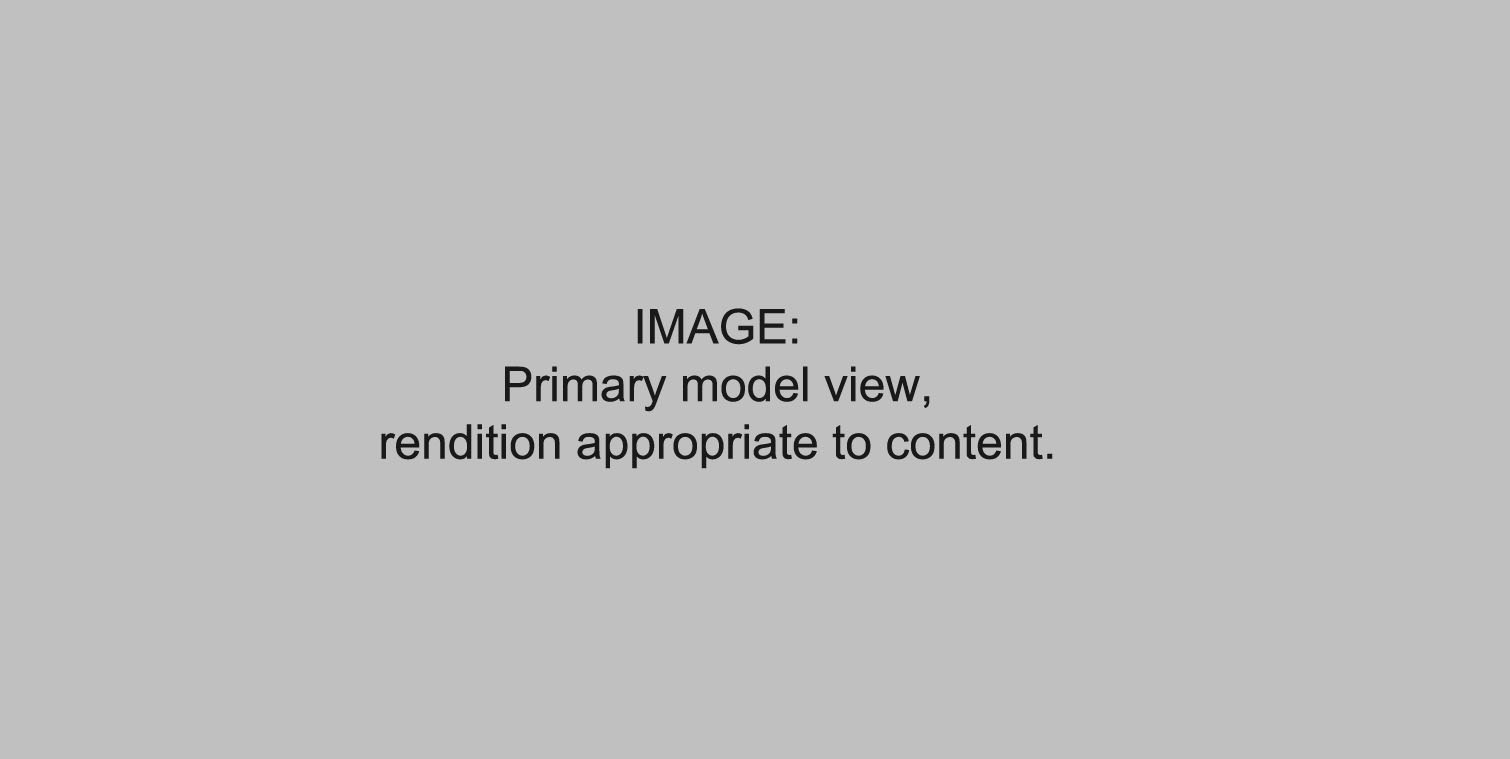 IMAGE:
Primary model view,
rendition appropriate to content.